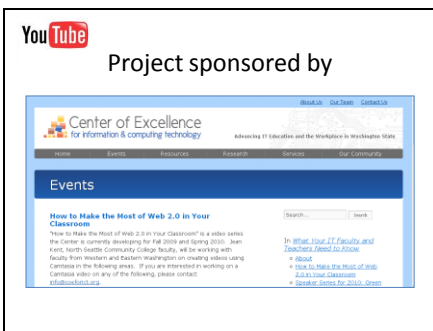 You Tube
Project sponsored by
About Us Our Team Contact Us
Center of Excellence
for information & computing technology
Advancing IT Education and the Workplace in Washington State
Home Events Resources Research Services Our Community
Events
How to Make the Most of Web 2.0 in Your
Classroom
"How to Make the Most of Web 2.0 in Your Classroom" is a video series
the Center is currently developing for Fall 2009 and Spring 2010. Jean
Kent, North Seattle Community College faculty, will be working with
faculty from Western and Eastern Washington on creating videos using
Camtasia in the following areas. If you are interested in working on a
Camtasia video on any of the following, please contact
info@coeforict.org.
Search... Search
In What Your IT Faculty and
Teachers Need to Know
About
How to Make the Most of Web
2.0 in Your Classroom
Speaker Series for 2010: Green